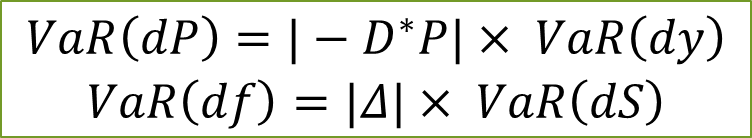 VaR(dP) = | − D*P| × VaR(dy)
VaR(df) = |Δ| × VaR(dS)